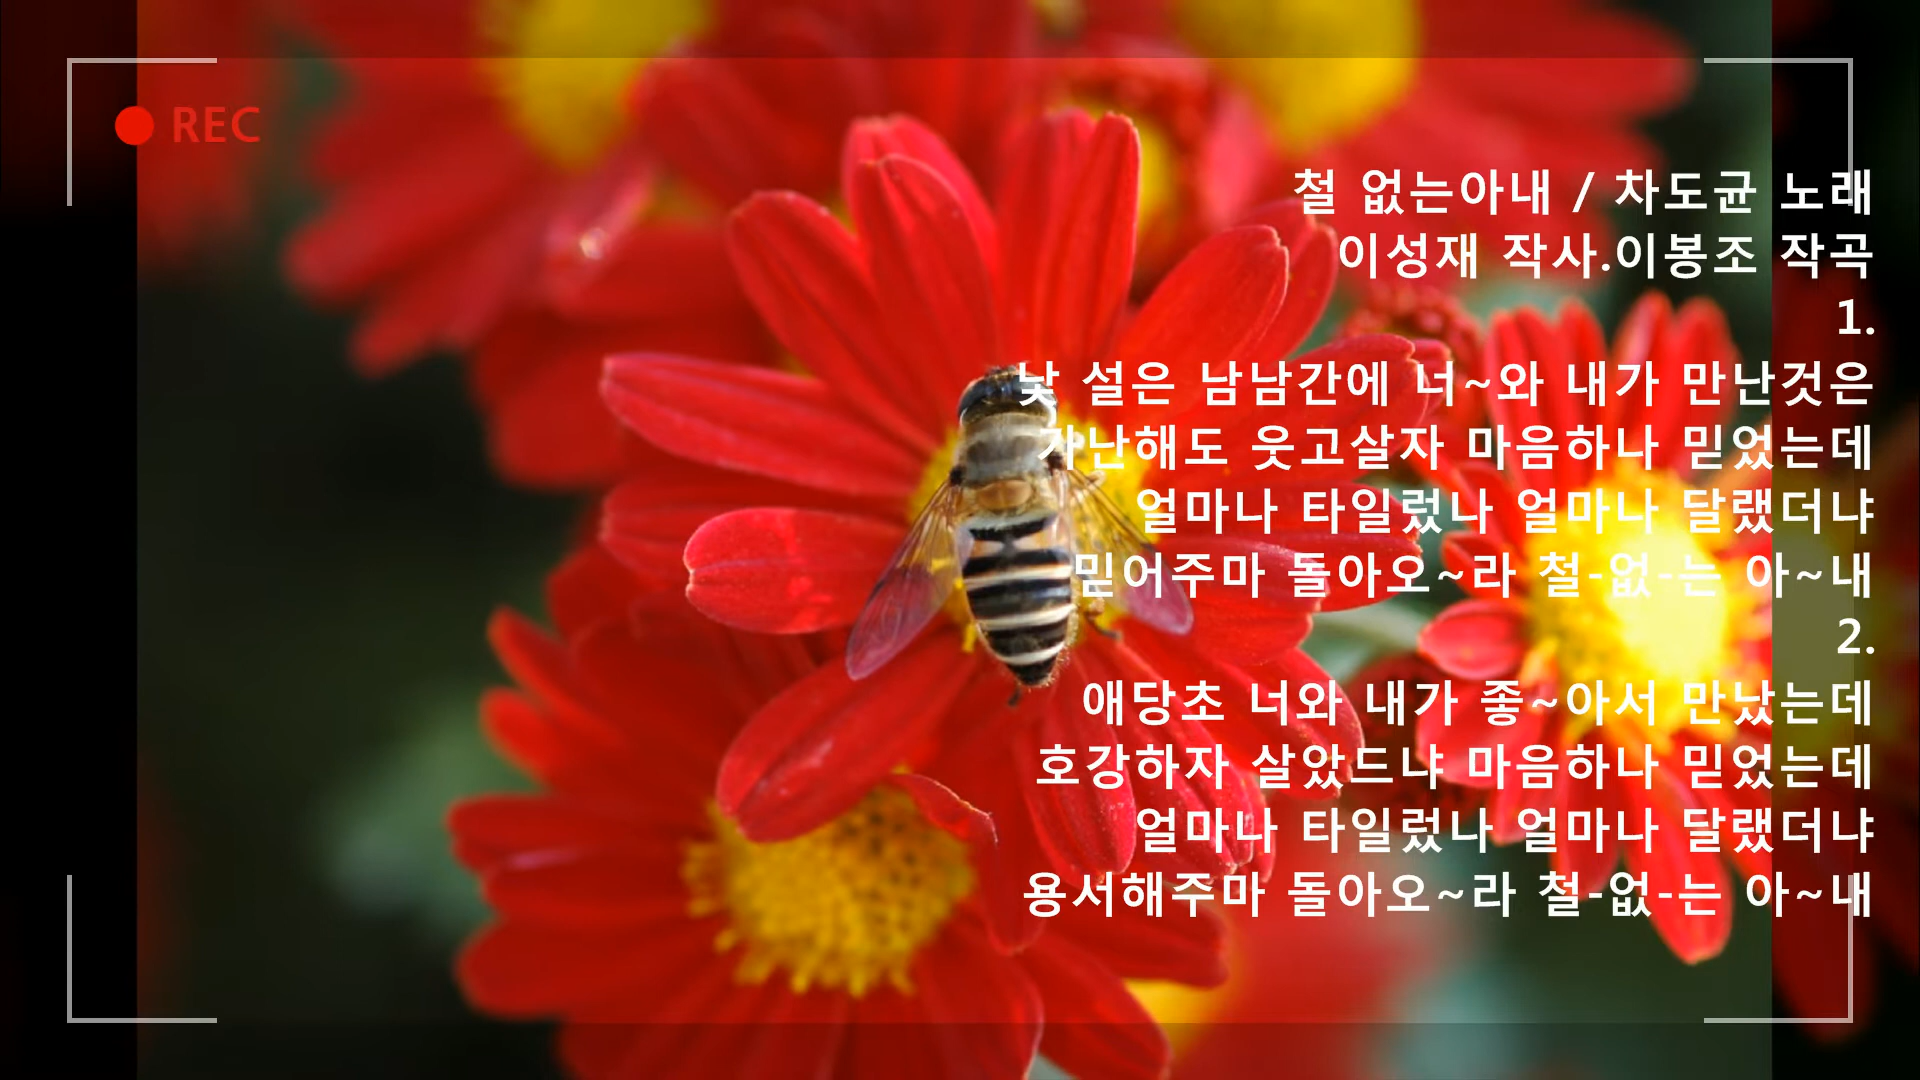 REC
철 없는아내 / 차도균 노래
이성재 작사.이봉조 작곡
1.
낯 설은 남남간에 너~와 내가 만난것은
가난해도 웃고살자 마음하나 믿었는데
얼마나 타일렀나 얼마나 달랬더냐
믿어주마 돌아오~라 철-없-는 아~내
2.
애당초 너와 내가 좋~아서 만났는데
호강하자 살았드냐 마음하나 믿었는데
얼마나 타일렀나 얼마나 달랬더냐
용서해주마 돌아오~라 철-없-는 아~내